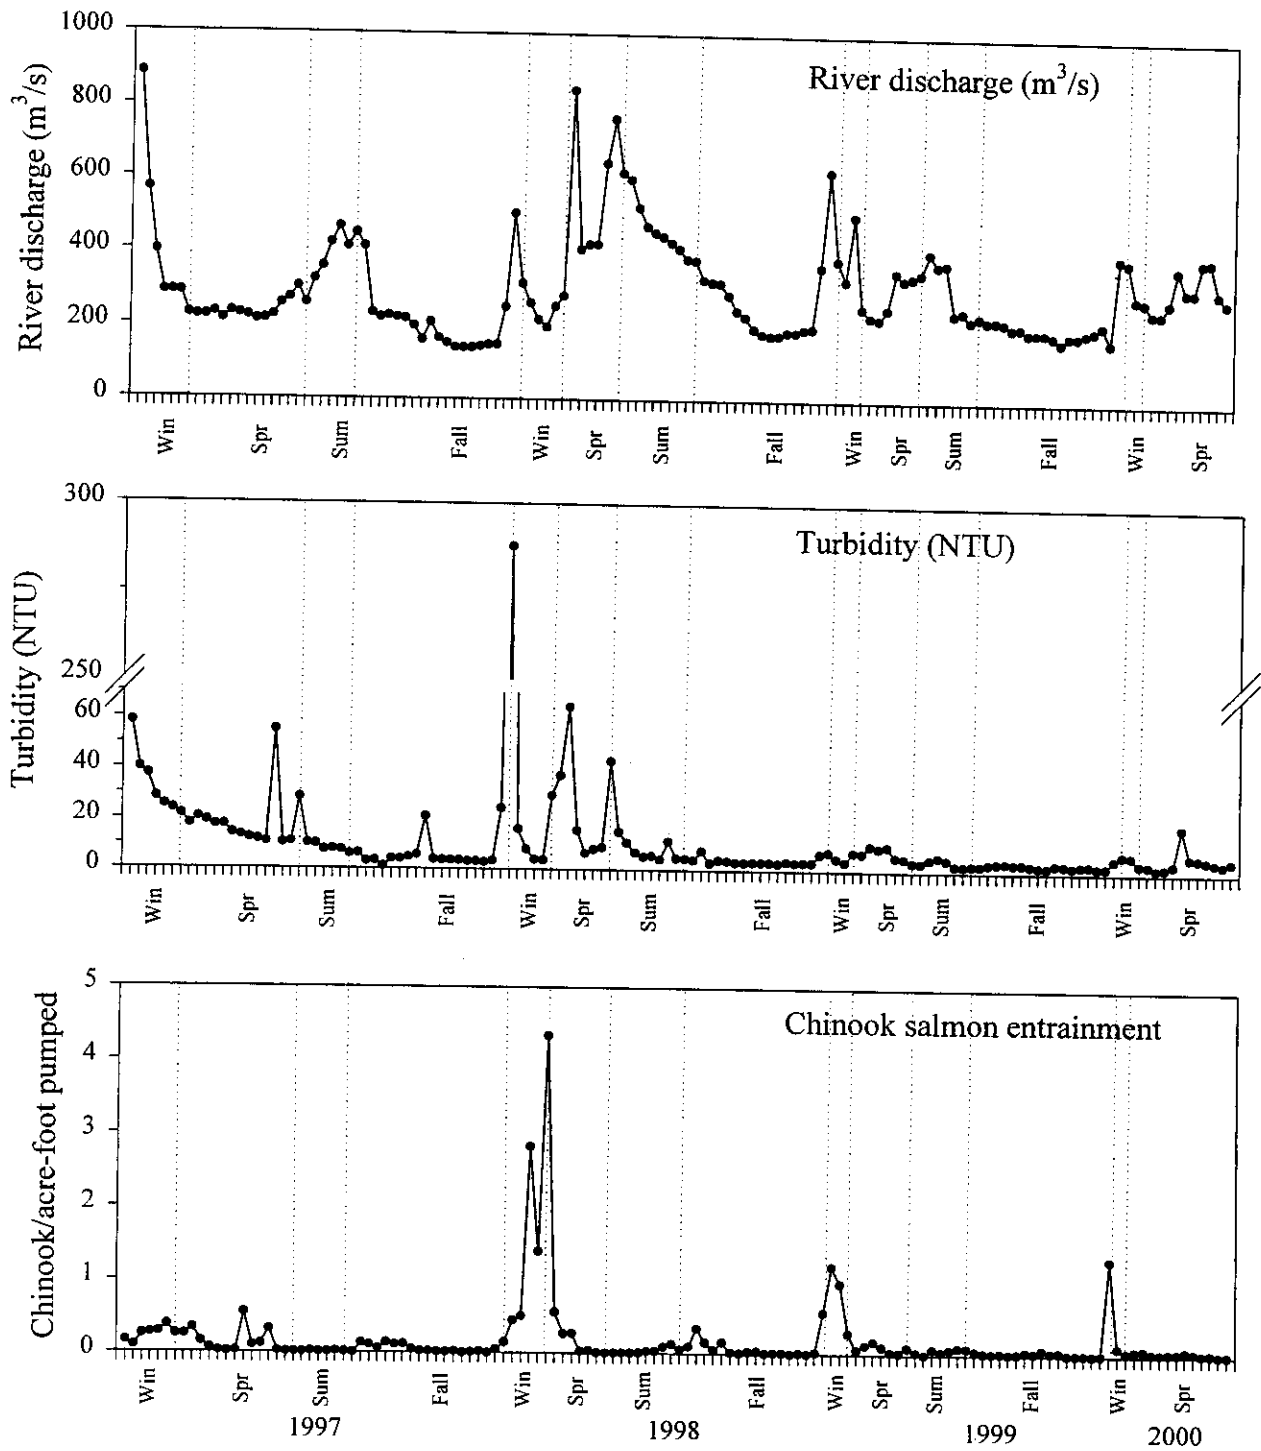 River discharge (m³/s)
1000
800
600
400
200
0
River discharge (m³/s)
Win Spr Sum Fall Win Spr Sum Fall Win Spr Sum Fall Win Spr
Turbidity (NTU)
300
250
60
40
20
0
Turbidity (NTU)
Win Spr Sum Fall Win Spr Sum Fall Win Spr Sum Fall Win Spr
Chinook salmon entrainment
5
4
3
2
1
0
Chinook/acre-foot pumped
Win Spr Sum Fall Win Spr Sum Fall Win Spr Sum Fall Win Spr
1997 1998 1999 2000